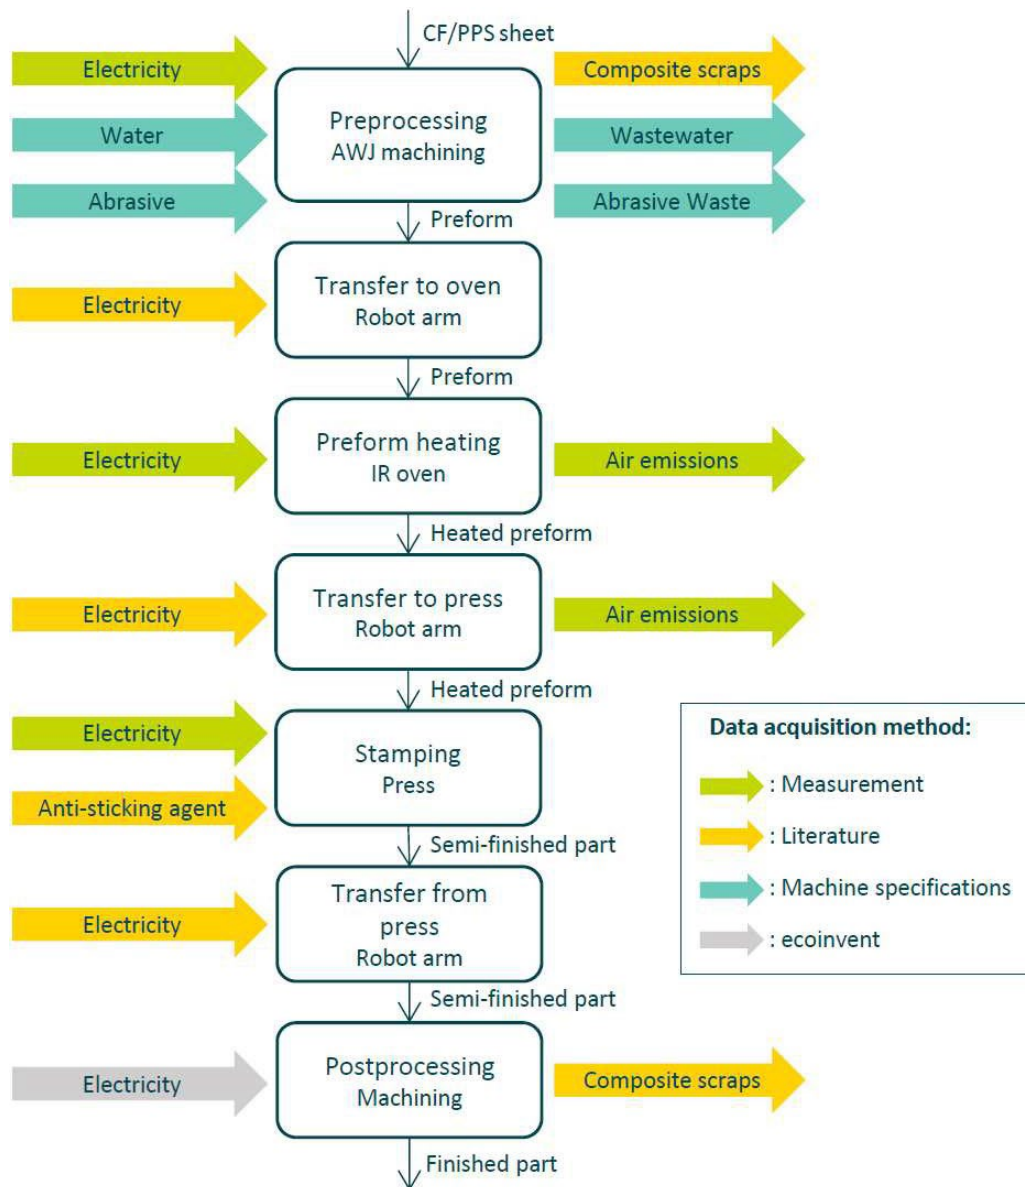 CF/PPS sheet
Electricity
Water
Abrasive
Preprocessing
AWJ machining
Composite scraps
Wastewater
Abrasive Waste
Preform
Electricity
Transfer to oven
Robot arm
Preform
Electricity
Preform heating
IR oven
Air emissions
Heated preform
Electricity
Transfer to press
Robot arm
Air emissions
Heated preform
Electricity
Anti-sticking agent
Stamping
Press
Semi-finished part
Electricity
Transfer from
press
Robot arm
Semi-finished part
Electricity
Postprocessing
Machining
Composite scraps
Finished part
Data acquisition method:
: Measurement
: Literature
: Machine specifications
: ecoinvent